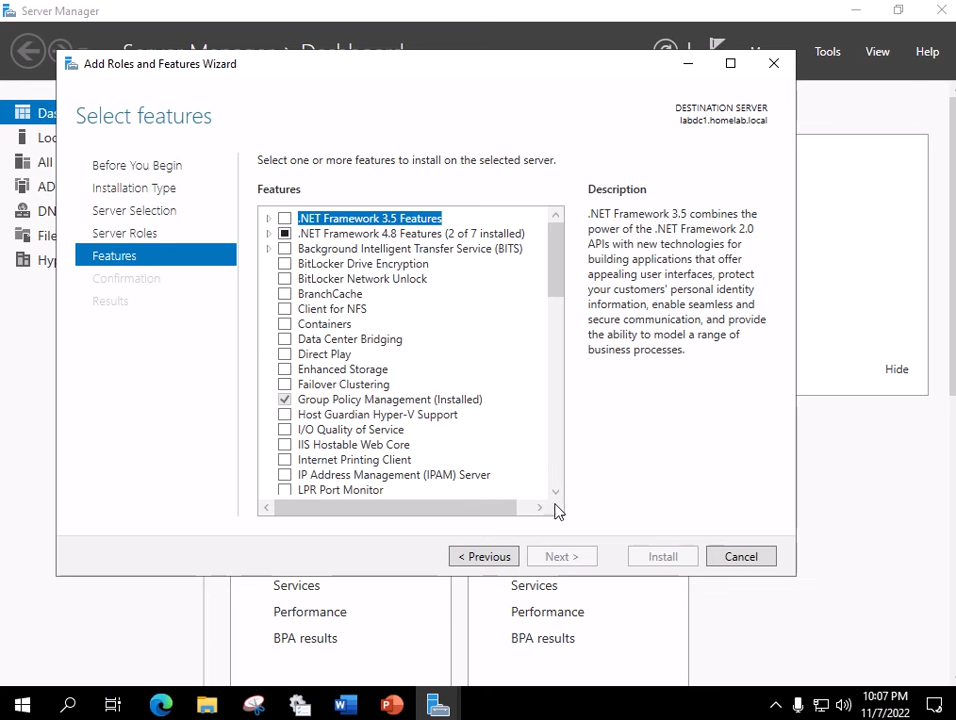 Server Manager
Tools
View
Help
Add Roles and Features Wizard
Select features
DESTINATION SERVER
labdc1.homelab.local
Before You Begin
Installation Type
Server Selection
Server Roles
Features
Confirmation
Results
Select one or more features to install on the selected server.
Features
.NET Framework 3.5 Features
.NET Framework 4.8 Features (2 of 7 installed)
Background Intelligent Transfer Service (BITS)
BitLocker Drive Encryption
BitLocker Network Unlock
BranchCache
Client for NFS
Containers
Data Center Bridging
Direct Play
Enhanced Storage
Failover Clustering
Group Policy Management (Installed)
Host Guardian Hyper-V Support
I/O Quality of Service
IIS Hostable Web Core
Internet Printing Client
IP Address Management (IPAM) Server
LPR Port Monitor
Description
.NET Framework 3.5 combines the
power of the .NET Framework 2.0
APIs with new technologies for
building applications that offer
appealing user interfaces, protect
your customers' personal identity
information, enable seamless and
secure communication, and provide
the ability to model a range of
business processes.
Hide
< Previous
Next >
Install
Cancel
Services
Performance
BPA results
Services
Performance
BPA results
10:07 PM
11/7/2022